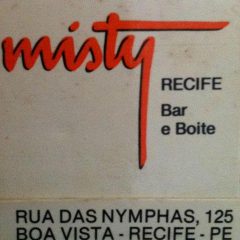 misty
RECIFE
Bar
e Boite
RUA DAS NYMPHAS, 125
BOA VISTA - RECIFE - PE